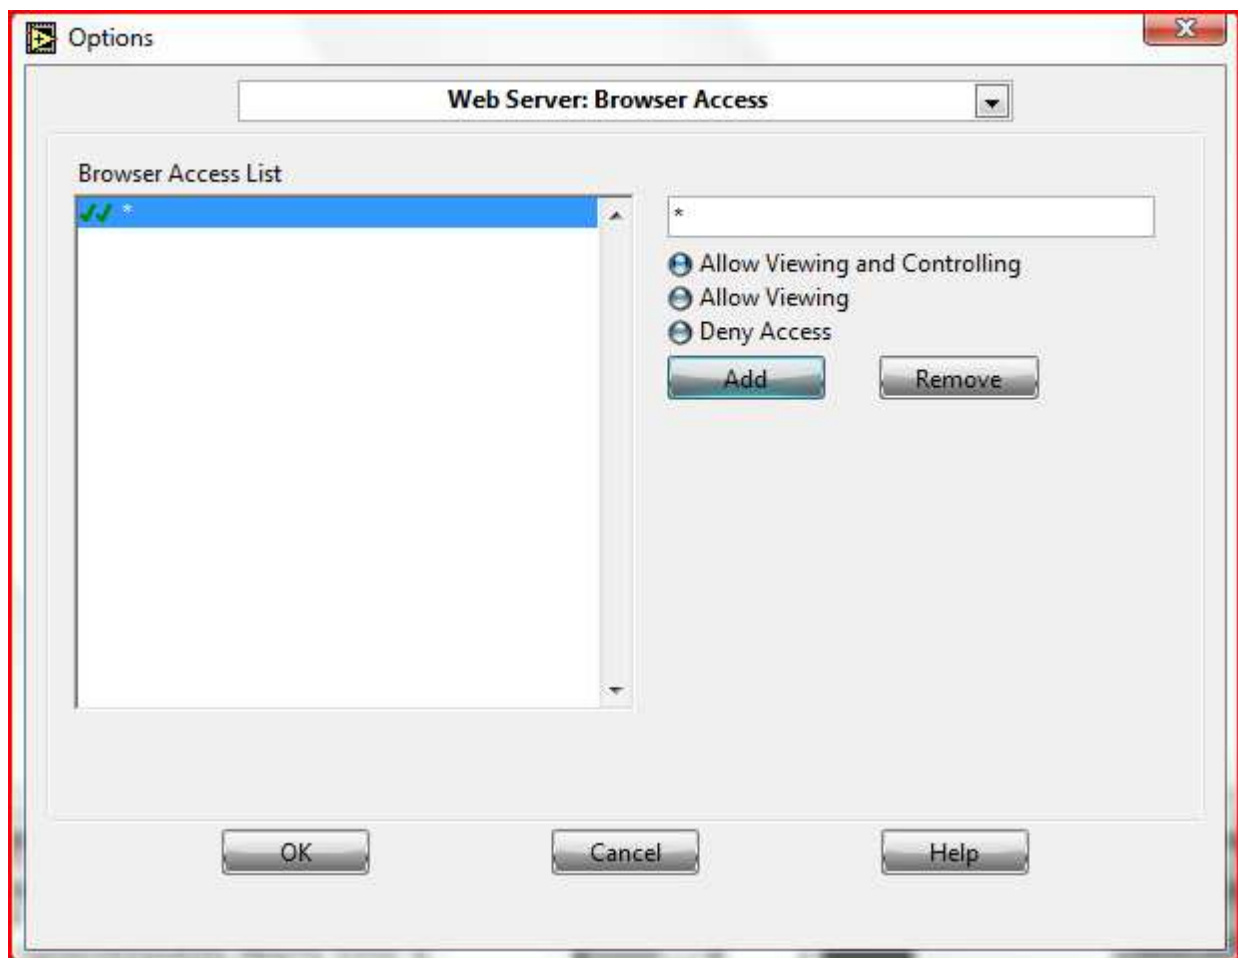 Options
Web Server: Browser Access
Browser Access List
*
*
Allow Viewing and Controlling
Allow Viewing
Deny Access
Add Remove
OK Cancel Help